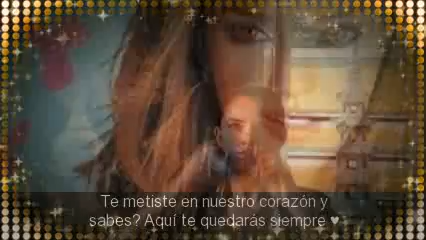 Te metiste en nuestro corazón y
sabes? Aquí te quedarás siempre ♥